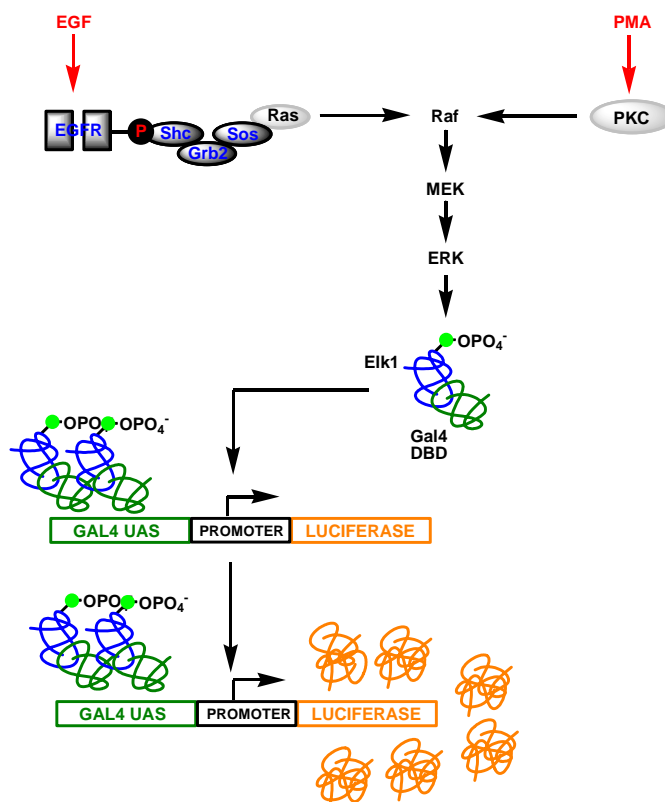 EGF
PMA
EGFR
P
Shc
Grb2
Sos
Ras
Raf
PKC
MEK
ERK
OPO4-
Elk1
Gal4
DBD
OPO
OPO4-
GAL4 UAS
PROMOTER
LUCIFERASE
OPO
OPO4-
GAL4 UAS
PROMOTER
LUCIFERASE